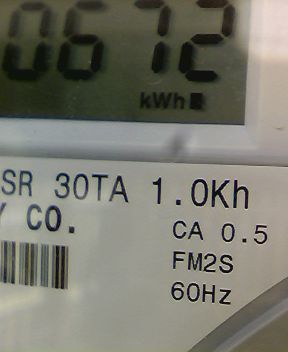 0672
kWh
SR 30TA 1.0Kh
Y CO.
CA 0.5
FM2S
60Hz